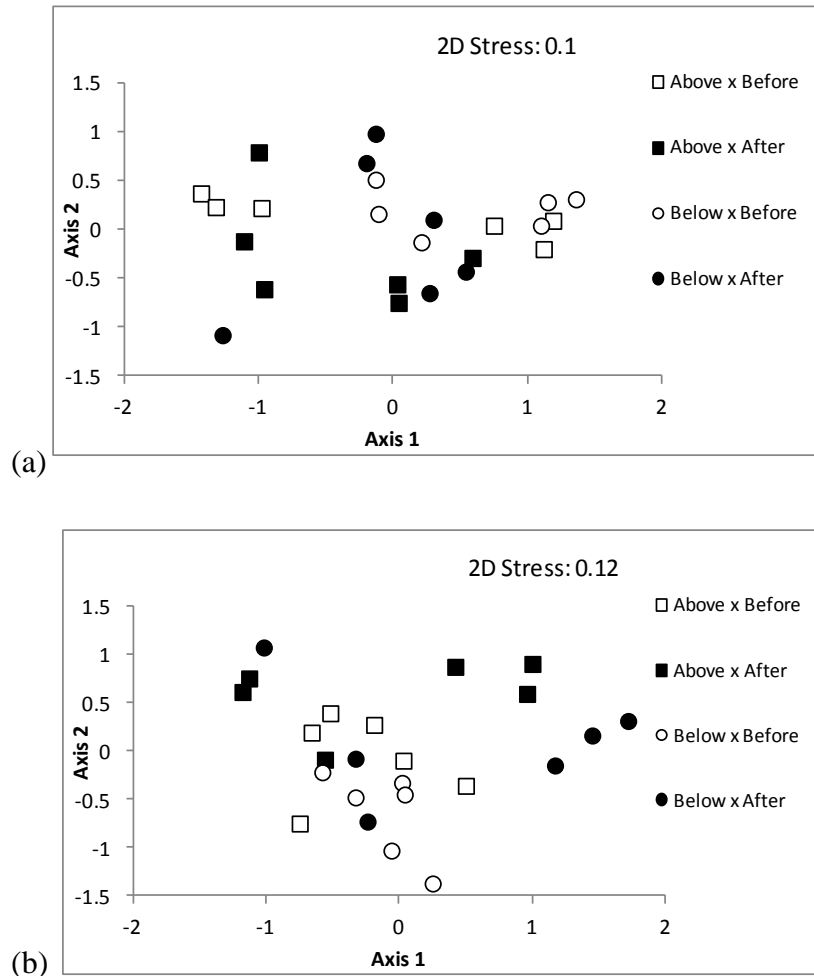 2D Stress: 0.1
Above x Before
Above x After
Below x Before
Below x After
1.5
1
0.5
0
-0.5
-1
-1.5
Axis 2
-2 -1 0 1 2
Axis 1
(a)
2D Stress: 0.12
Above x Before
Above x After
Below x Before
Below x After
1.5
1
0.5
0
-0.5
-1
-1.5
Axis 2
-2 -1 0 1 2
Axis 1
(b)